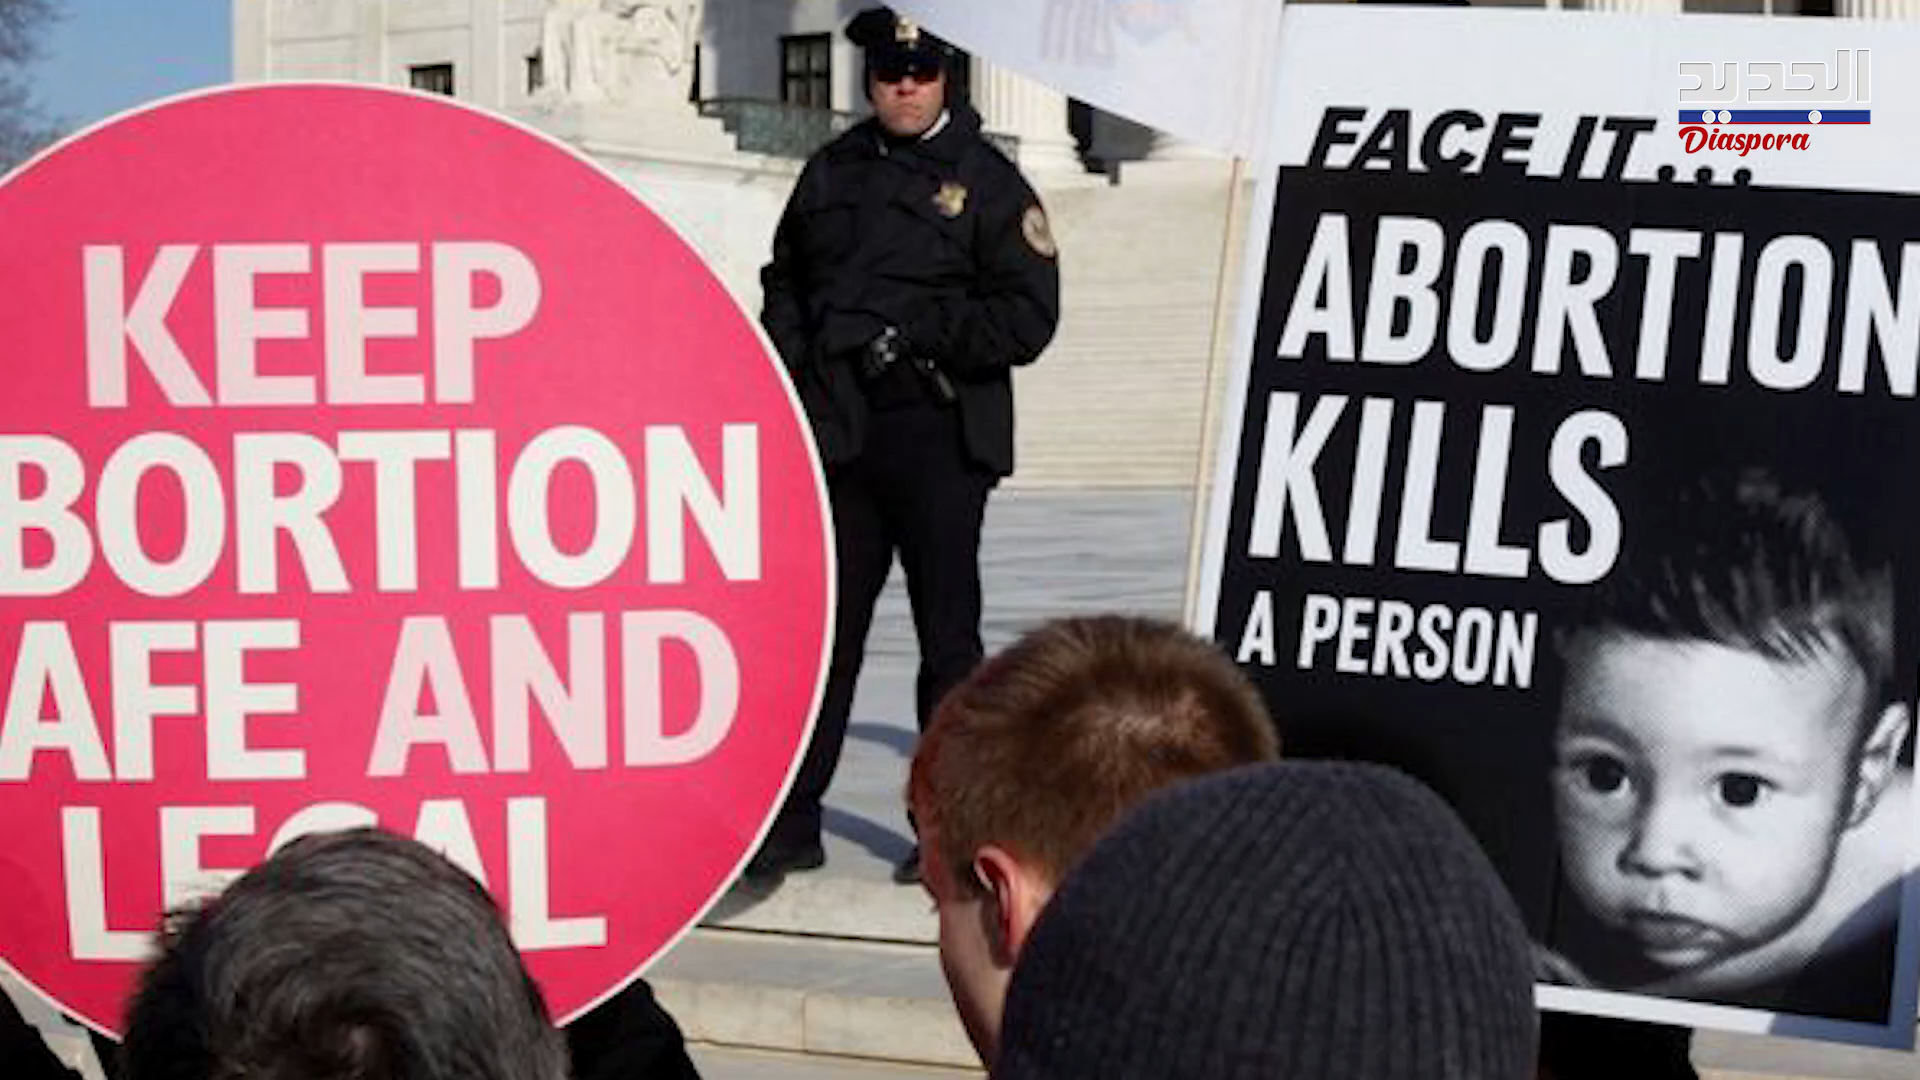 KEEP
BORTION
AFE AND
LEGAL
FACE IT...
ABORTION
KILLS
A PERSON
الجديد
Diaspora